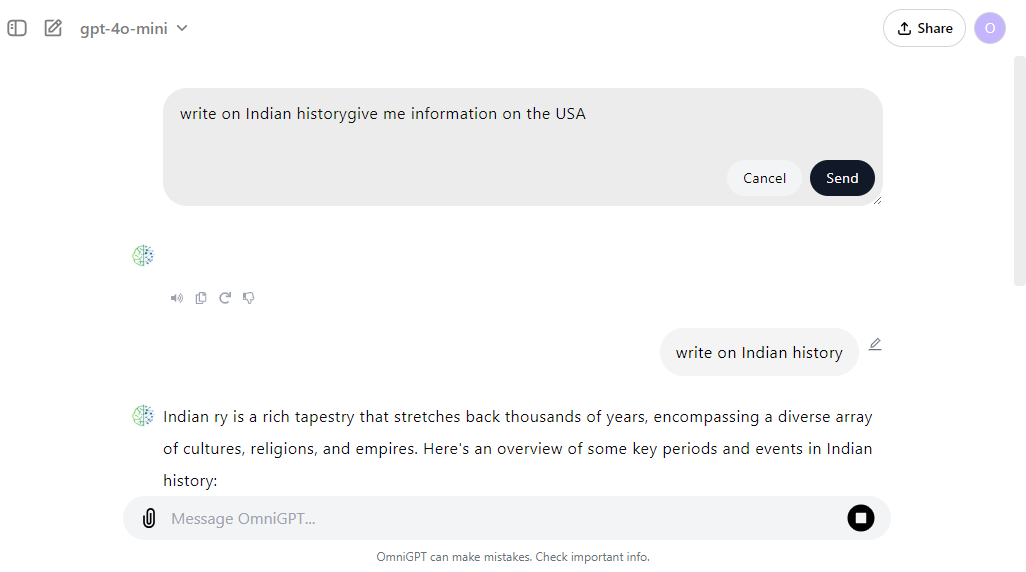 gpt-4o-mini
Share
O
write on Indian historygive me information on the USA
Cancel
Send
write on Indian history
Indian ry is a rich tapestry that stretches back thousands of years, encompassing a diverse array
of cultures, religions, and empires. Here's an overview of some key periods and events in Indian
history:
Message OmniGPT...
OmniGPT can make mistakes. Check important info.